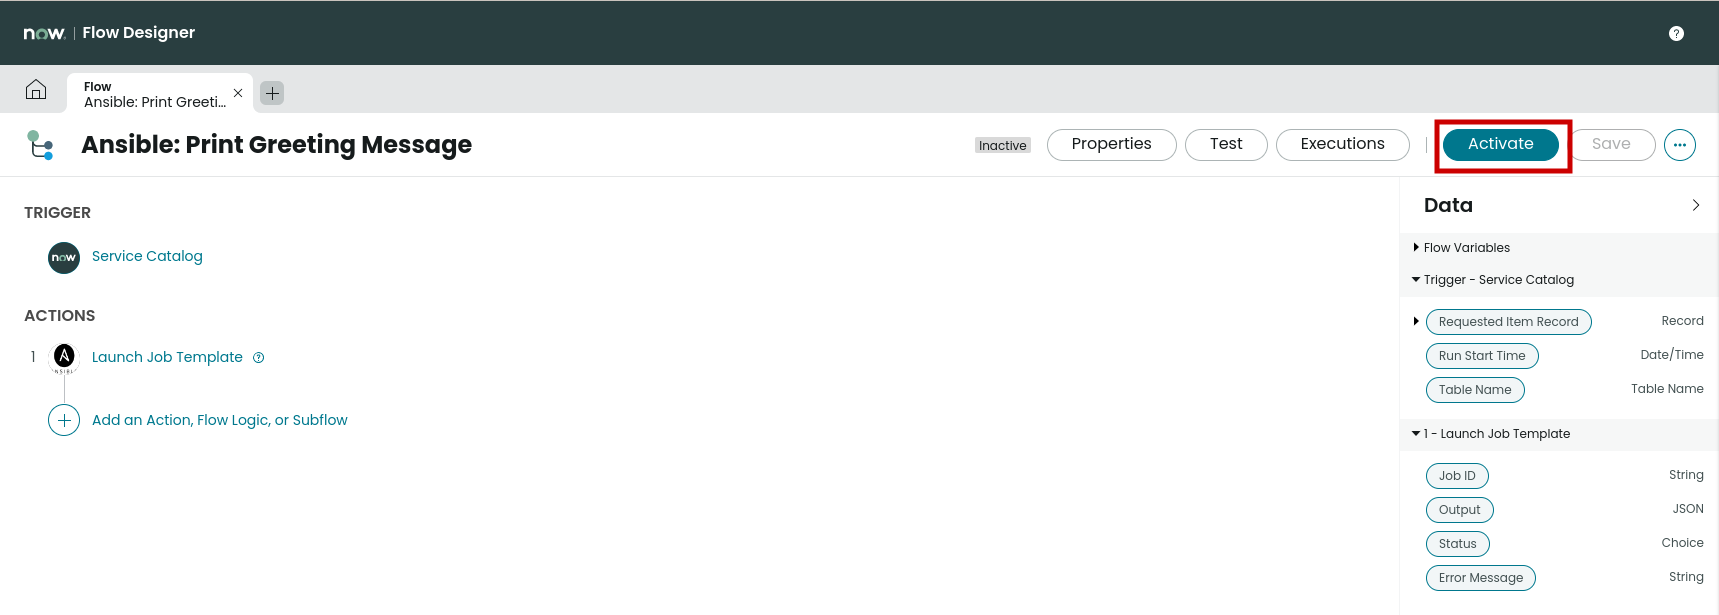 now. | Flow Designer
?
Flow
Ansible: Print Greeti...
Ansible: Print Greeting Message
Inactive
Properties
Test
Executions
Activate
Save
TRIGGER
now
Service Catalog
ACTIONS
1
A
Launch Job Template ?
Add an Action, Flow Logic, or Subflow
Data
Flow Variables
Trigger - Service Catalog
Requested Item Record Record
Run Start Time Date/Time
Table Name Table Name
1 - Launch Job Template
Job ID String
Output JSON
Status Choice
Error Message String